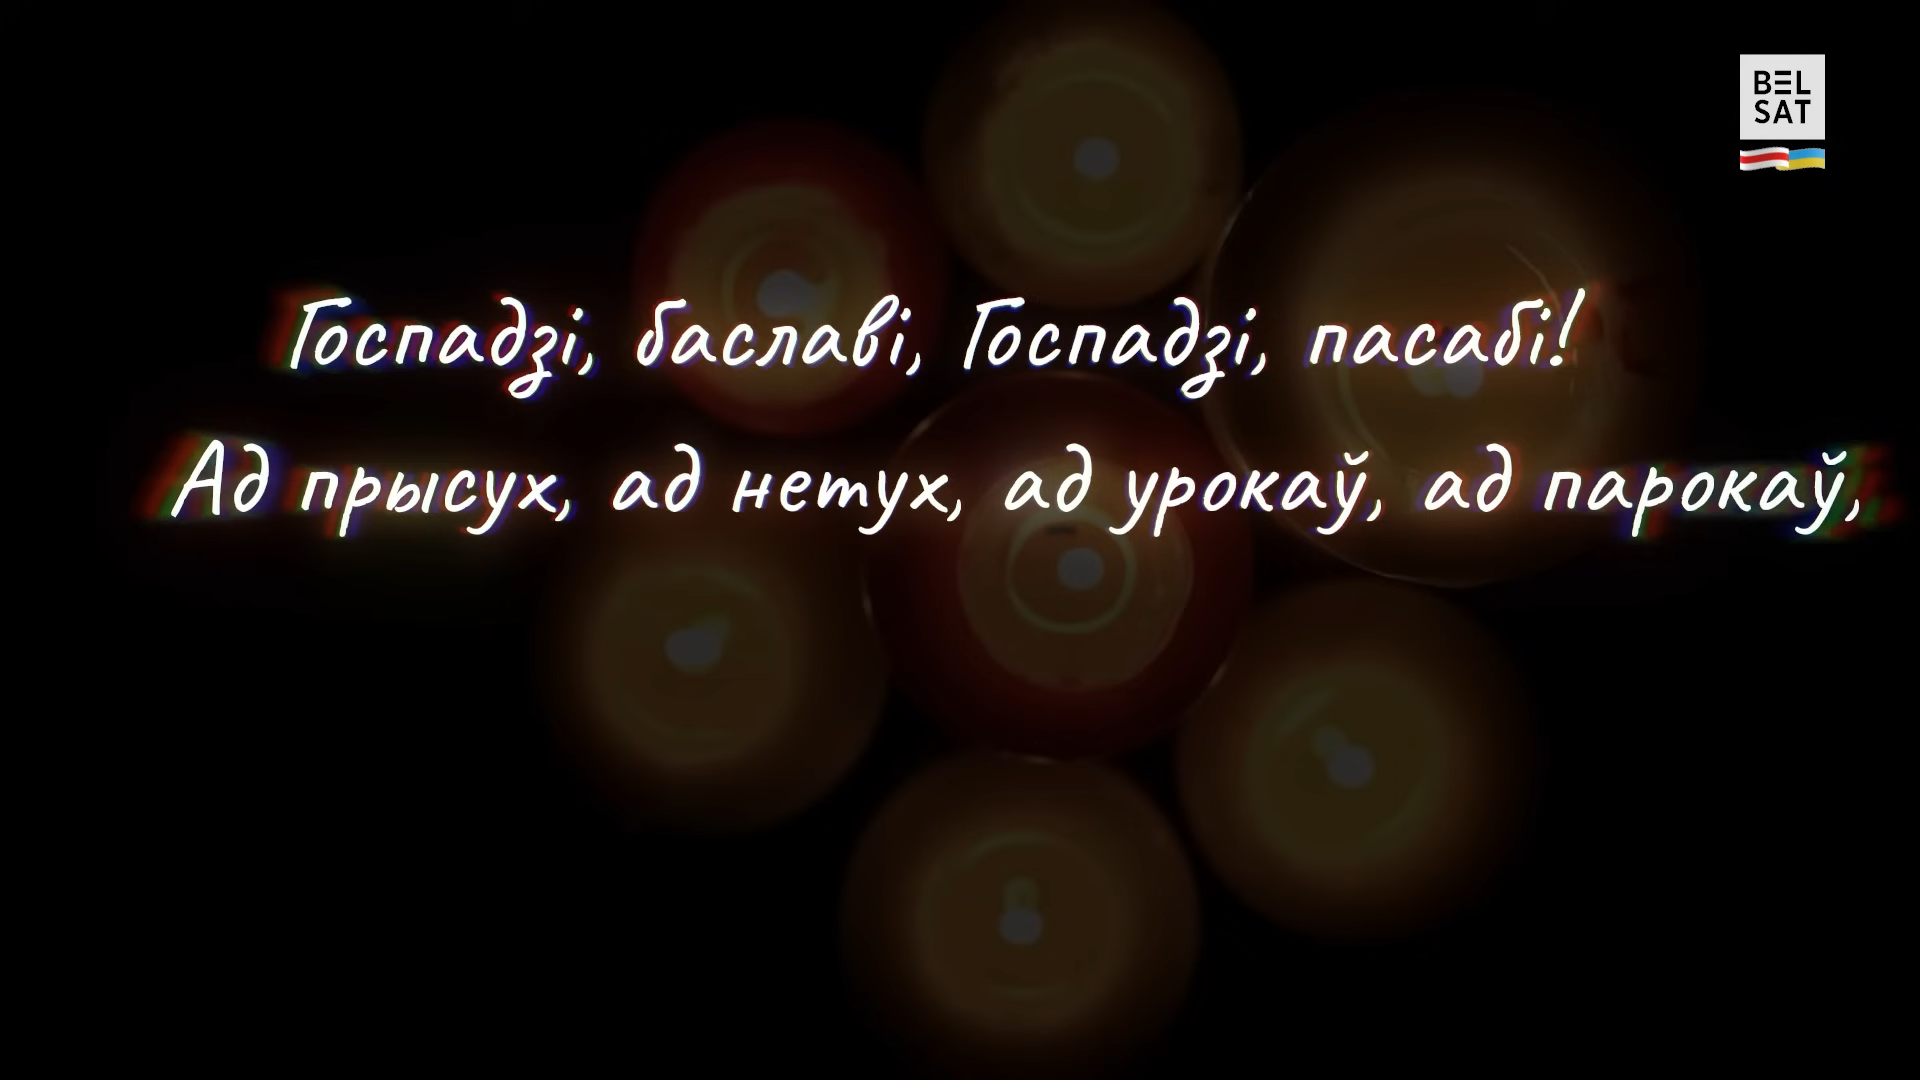 BEL
SAT
Госпадзі, баславі, Госпадзі, пасабі!
Ад прысух, ад нетух, ад урокаў, ад парокаў,